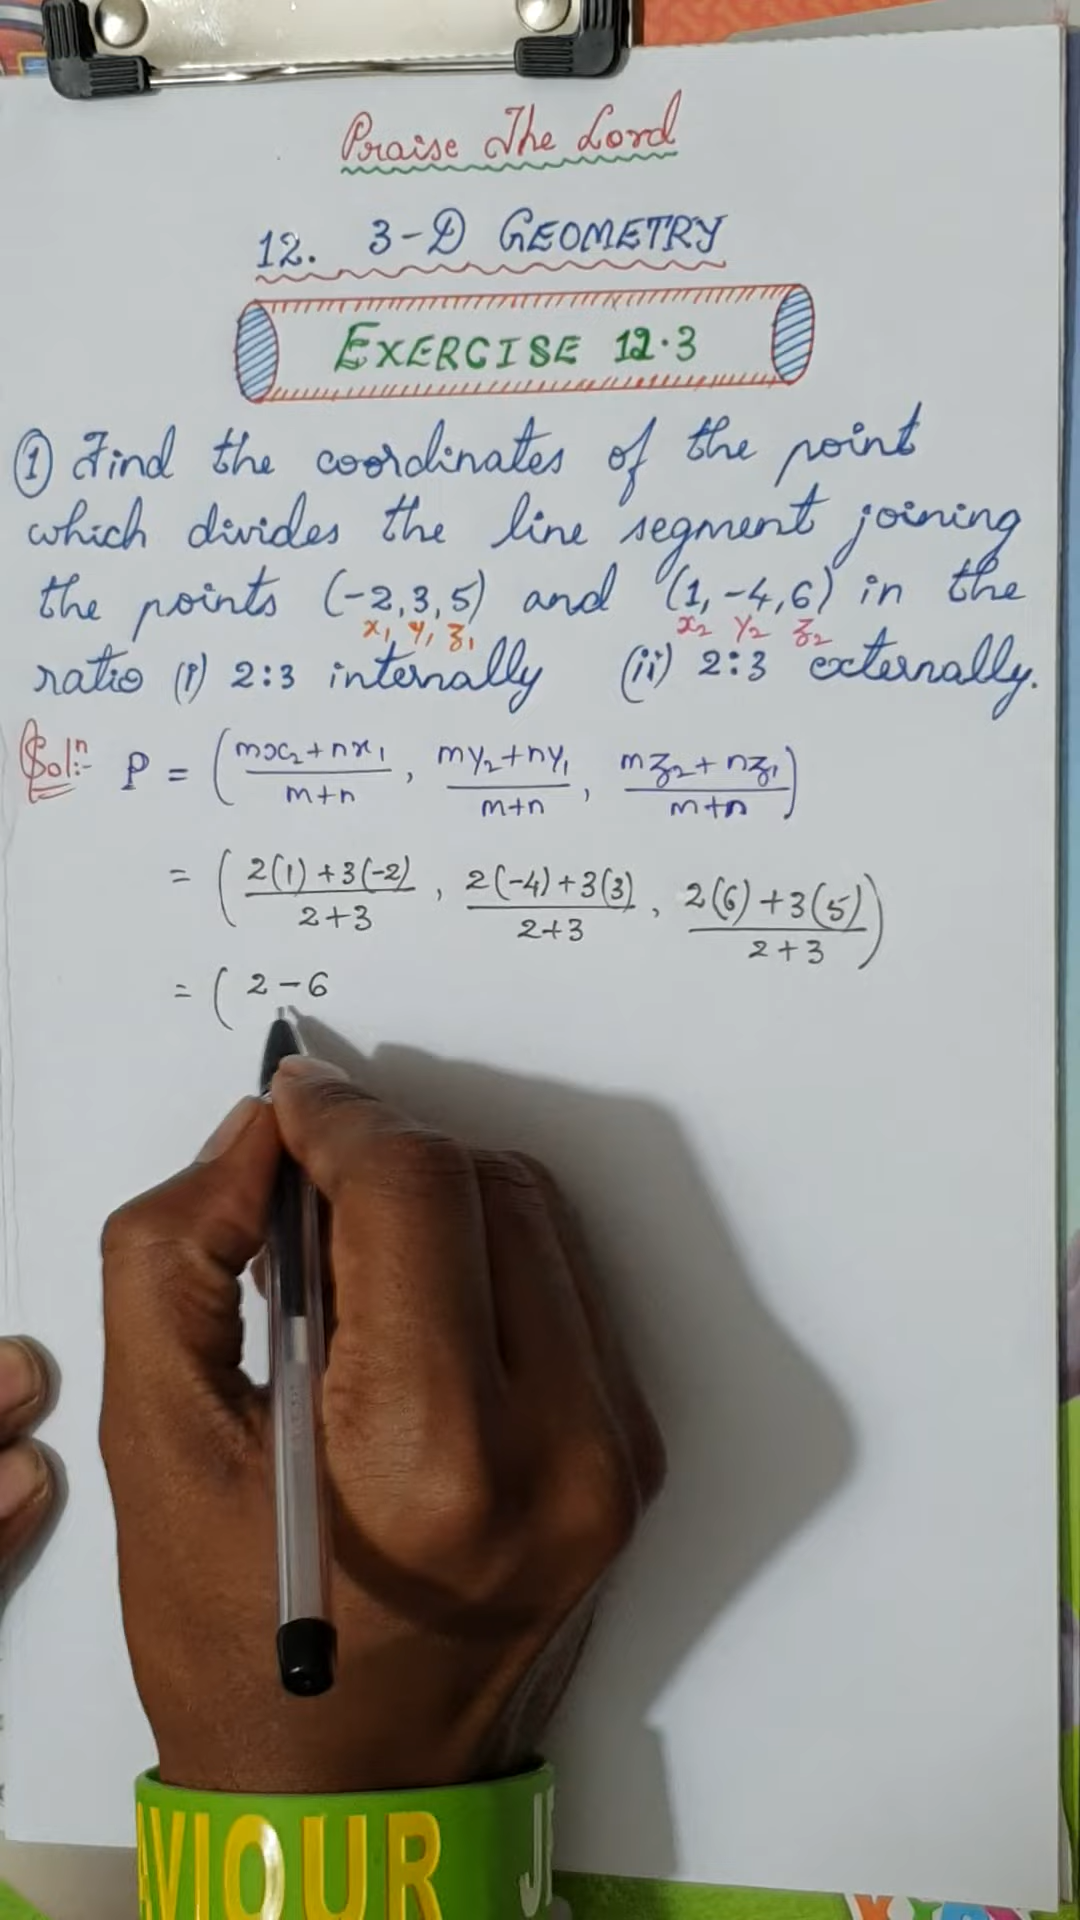 Praise The Lord
12. 3-D GEOMETRY
EXERCISE 12.3
① Find the coordinates of the point
which divides the line segment joining
the points (-2,3,5) and (1,-4,6) in the
x₁ y₁ z₁ x₂ y₂ z₂
ratio (i) 2:3 internally (ii) 2:3 externally.
Solⁿ:- P = ( mx₂+nx₁ / m+n , my₂+ny₁ / m+n , mz₂+nz₁ / m+n )
= ( 2(1)+3(-2) / 2+3 , 2(-4)+3(3) / 2+3 , 2(6)+3(5) / 2+3 )
= ( 2-6
VIOUR